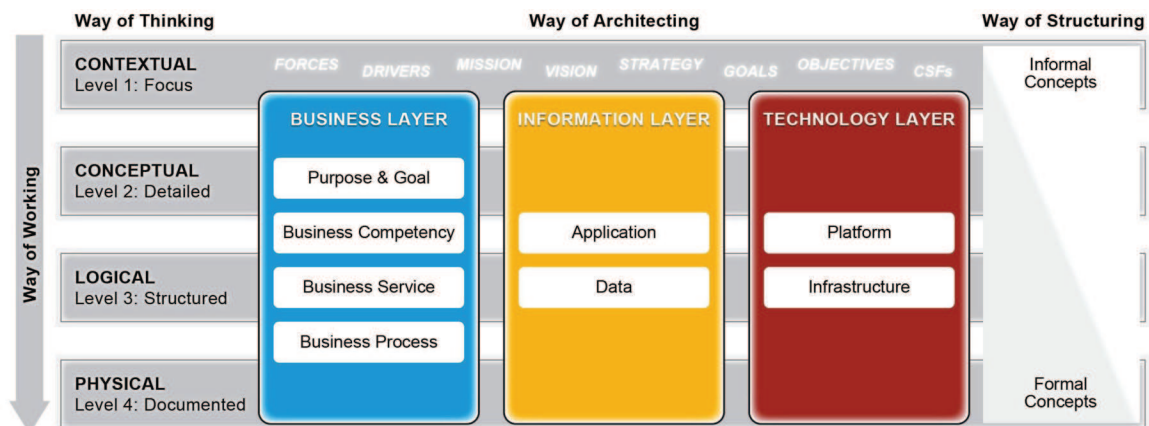 Way of Thinking
Way of Architecting
Way of Structuring
Way of Working
CONTEXTUAL
Level 1: Focus
FORCES
DRIVERS
MISSION
VISION
STRATEGY
GOALS
OBJECTIVES
CSFs
Informal
Concepts
BUSINESS LAYER
INFORMATION LAYER
TECHNOLOGY LAYER
CONCEPTUAL
Level 2: Detailed
Purpose & Goal
Business Competency
Application
Platform
LOGICAL
Level 3: Structured
Business Service
Data
Infrastructure
Business Process
PHYSICAL
Level 4: Documented
Formal
Concepts